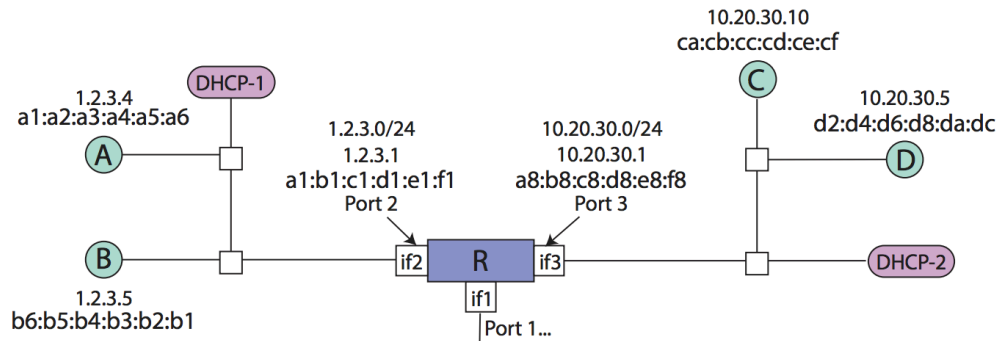 10.20.30.10
ca:cb:cc:cd:ce:cf
C
DHCP-1
1.2.3.4
a1:a2:a3:a4:a5:a6
A
10.20.30.5
d2:d4:d6:d8:da:dc
D
1.2.3.0/24
1.2.3.1
a1:b1:c1:d1:e1:f1
Port 2
10.20.30.0/24
10.20.30.1
a8:b8:c8:d8:e8:f8
Port 3
B
1.2.3.5
b6:b5:b4:b3:b2:b1
if2
R
if3
DHCP-2
if1
Port 1...